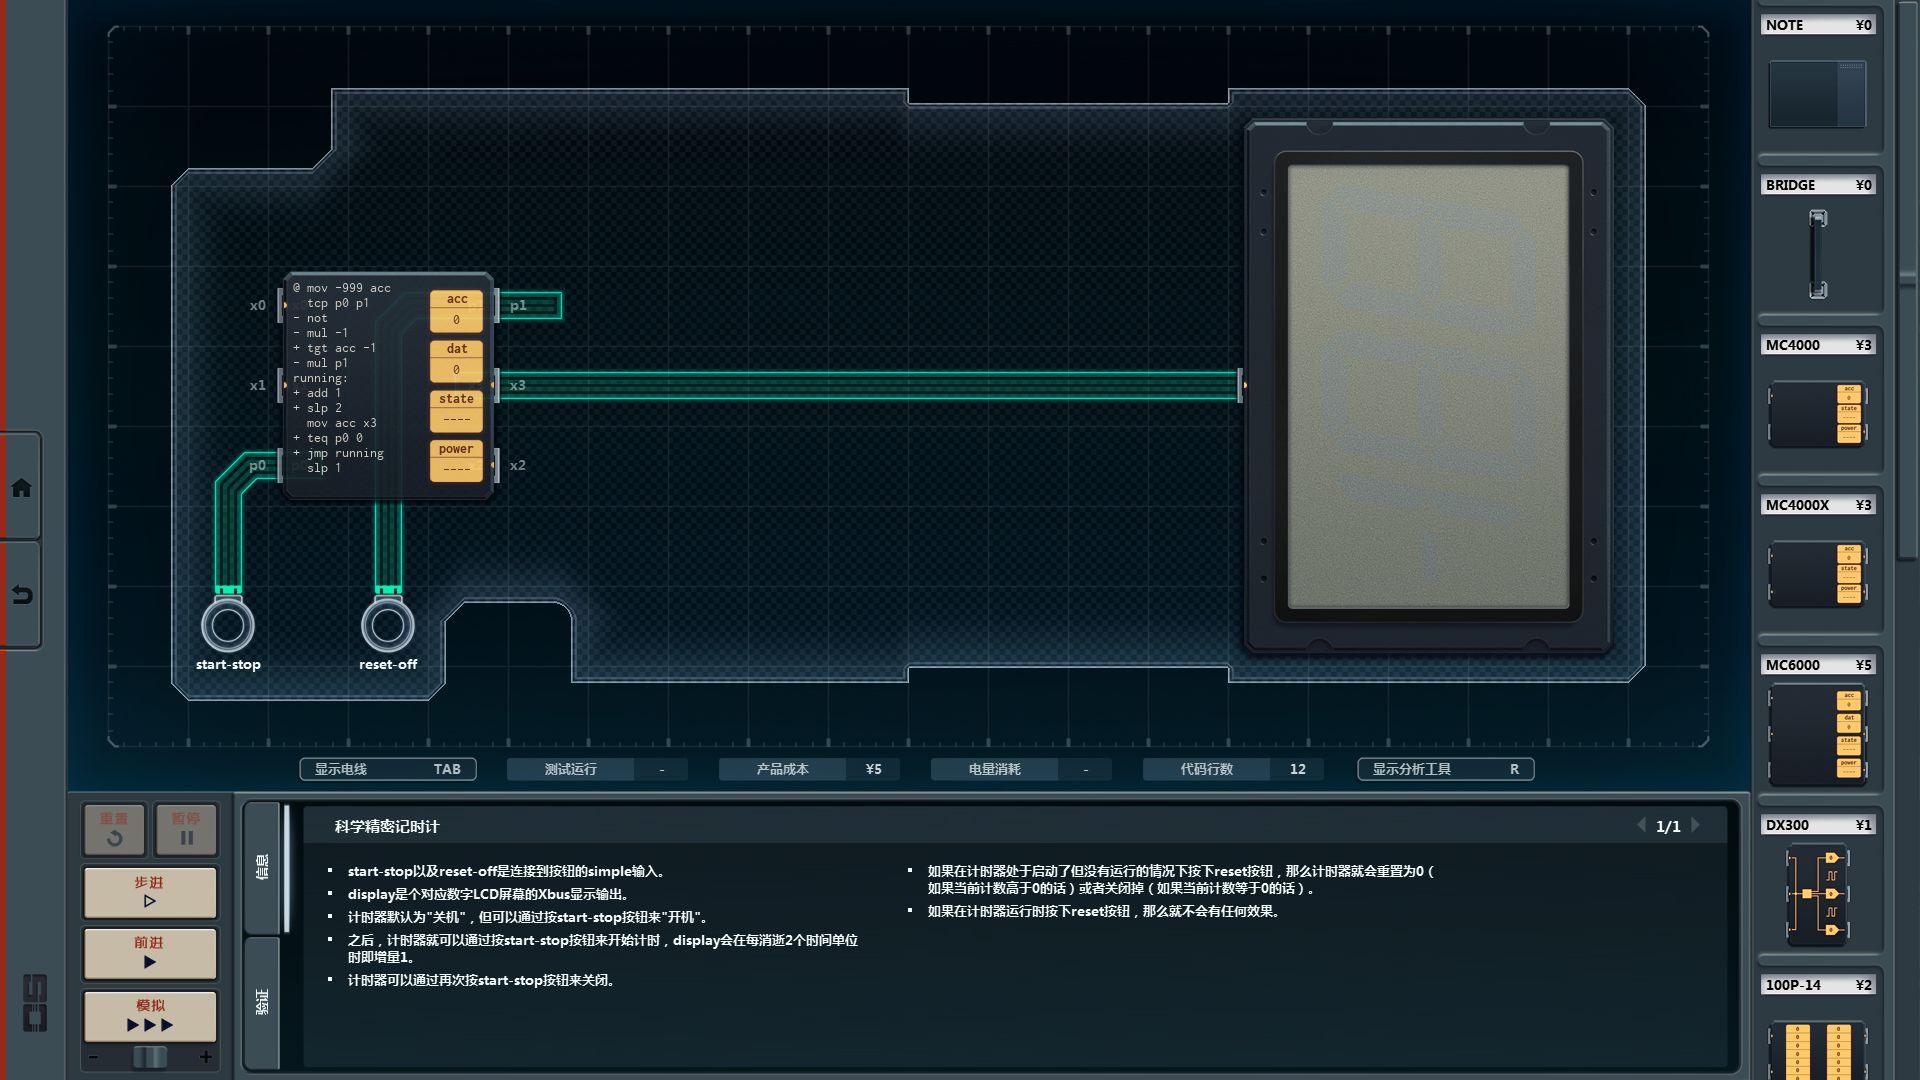 NOTE ¥0
BRIDGE ¥0
MC4000 ¥3
MC4000X ¥3
MC6000 ¥5
DX300 ¥1
100P-14 ¥2
@ mov -999 acc
tcp p0 p1
- not
- mul -1
+ tgt acc -1
- mul p1
running:
+ add 1
+ slp 2
mov acc x3
+ teq p0 0
+ jmp running
slp 1
acc
0
dat
0
state
----
power
----
x0
x1
p0
p1
x3
x2
start-stop
reset-off
显示电线 TAB
测试运行 -
产品成本 ¥5
电量消耗 -
代码行数 12
显示分析工具 R
重置
暂停
步进
前进
模拟
- +
信息
验证
科学精密记时计
1/1
start-stop以及reset-off是连接到按钮的simple输入。
display是个对应数字LCD屏幕的Xbus显示输出。
计时器默认为"关机"，但可以通过按start-stop按钮来"开机"。
之后，计时器就可以通过按start-stop按钮来开始计时，display会在每消逝2个时间单位
时即增量1。
计时器可以通过再次按start-stop按钮来关闭。
如果在计时器处于启动了但没有运行的情况下按下reset按钮，那么计时器就会重置为0（
如果当前计数高于0的话）或者关闭掉（如果当前计数等于0的话）。
如果在计时器运行时按下reset按钮，那么就不会有任何效果。